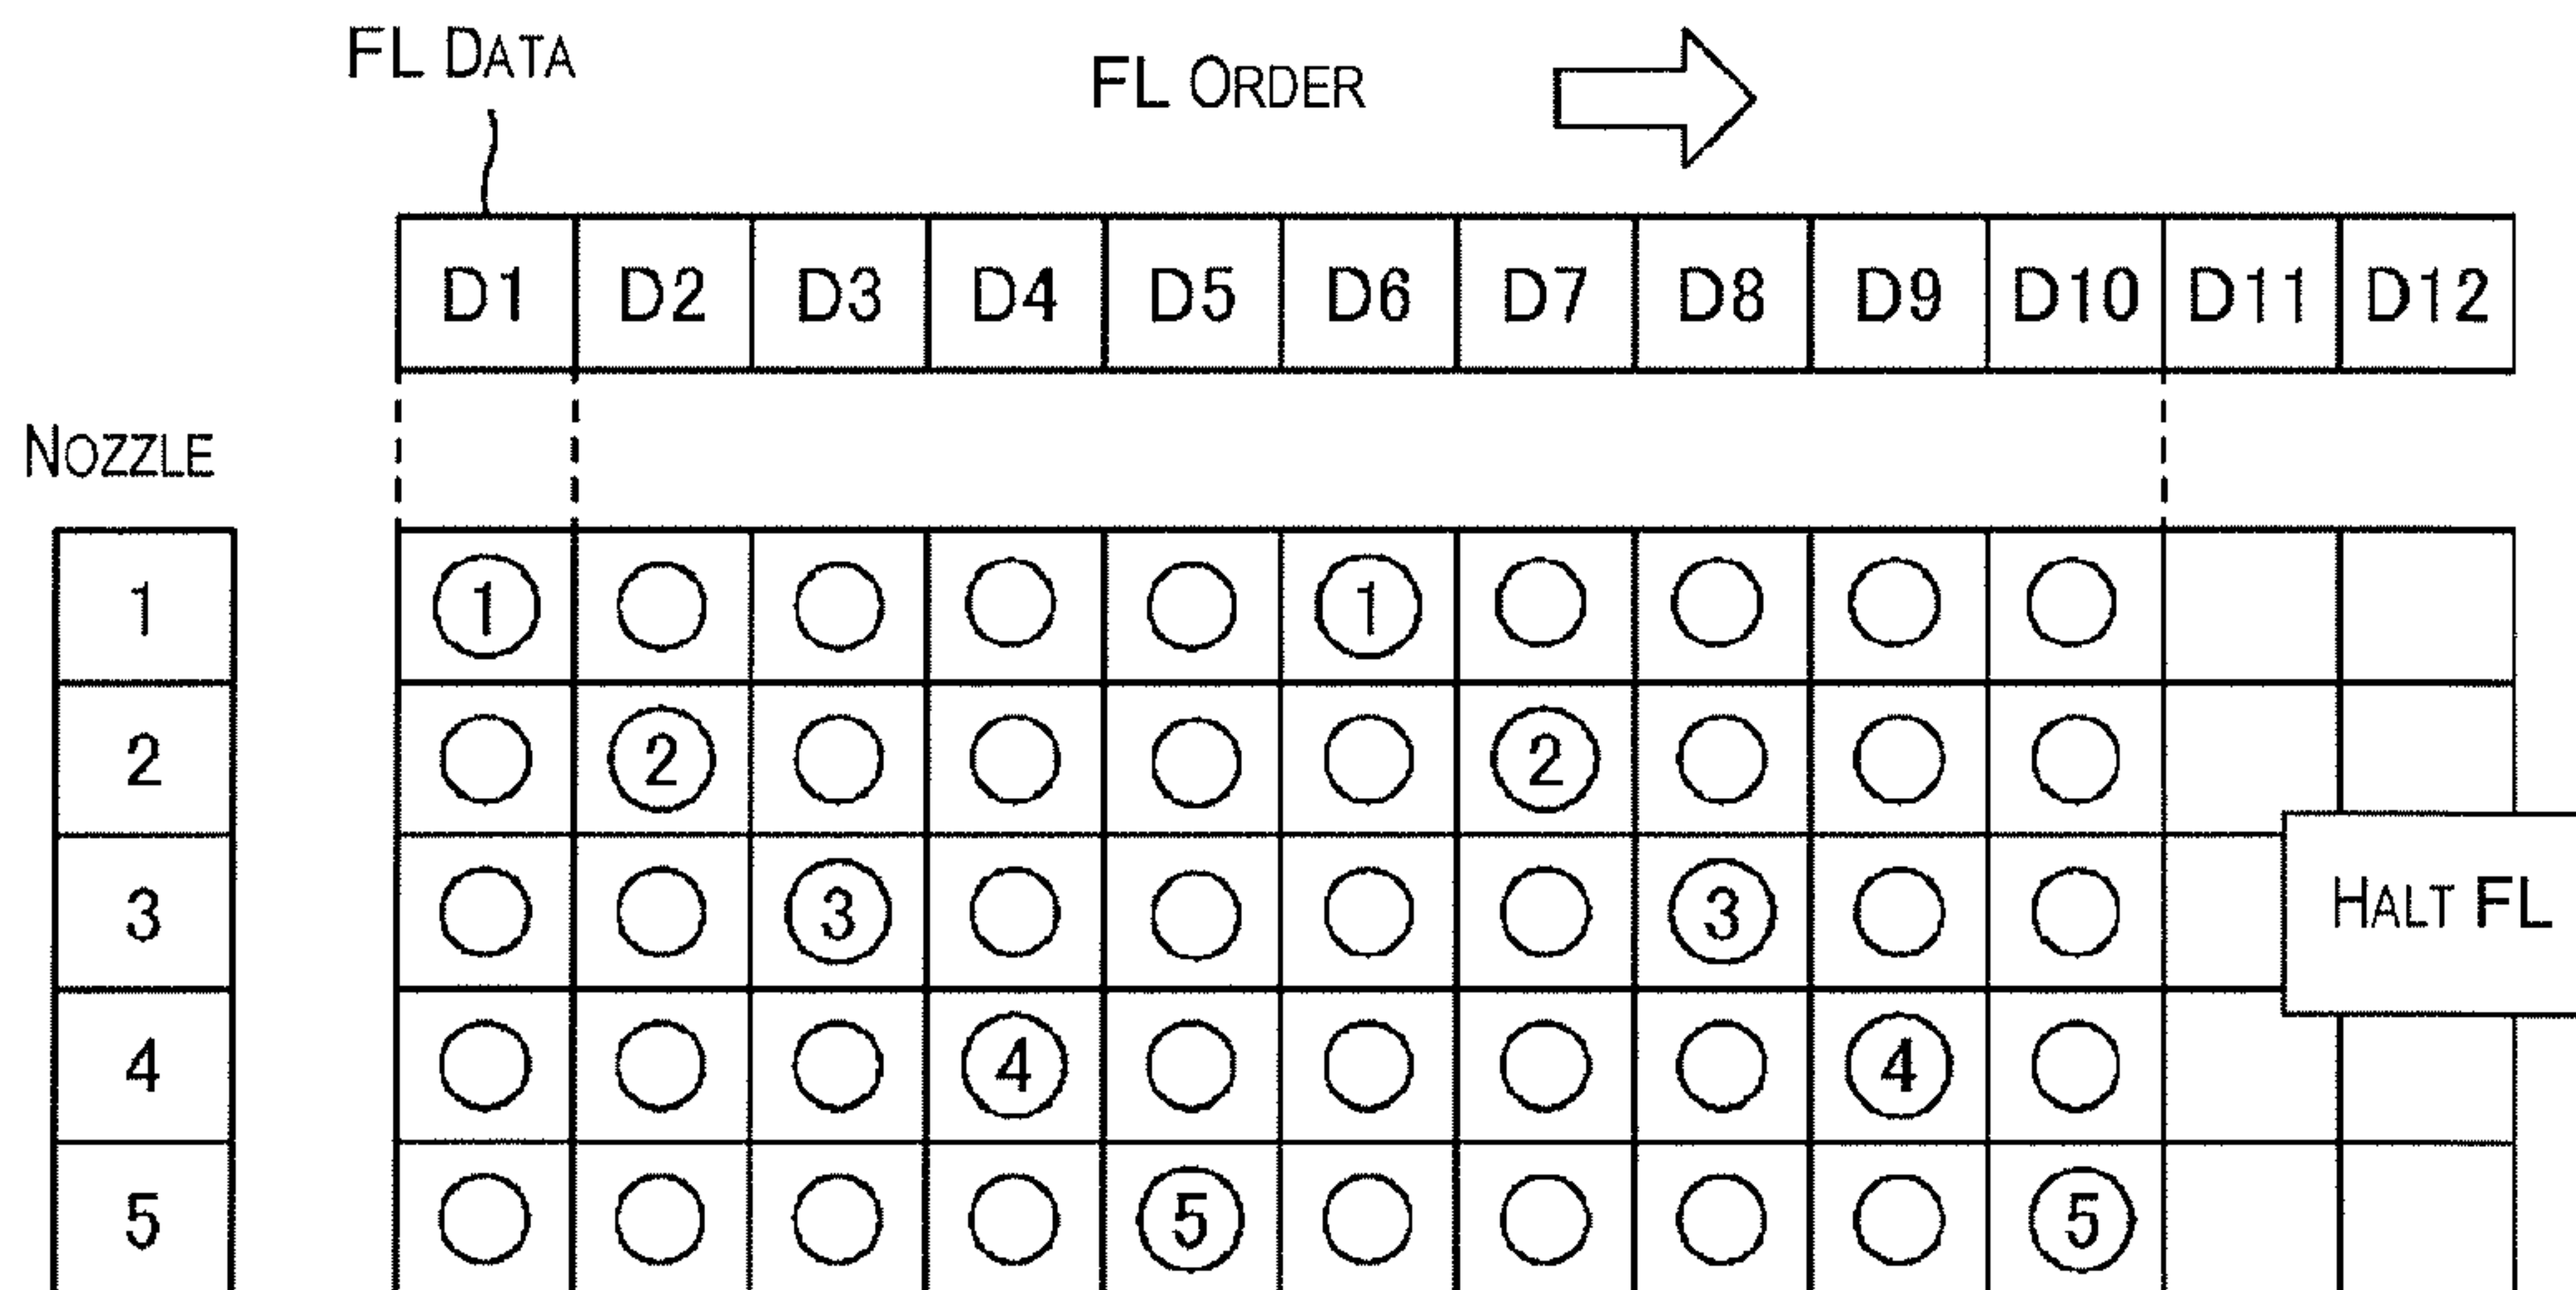 FL DATA
FL ORDER
D1 D2 D3 D4 D5 D6 D7 D8 D9 D10 D11 D12
NOZZLE
1 1 1
2 2 2
3 3 3 HALT FL
4 4 4
5 5 5